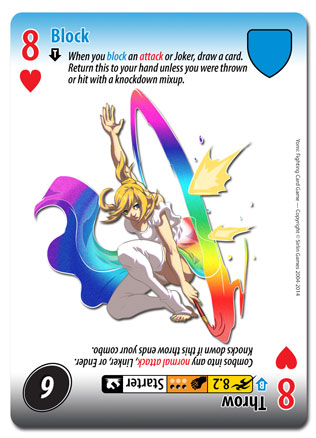 8
Block
When you block an attack or Joker, draw a card.
Return this to your hand unless you were thrown
or hit with a knockdown mixup.
Yomi: Fighting Card Game — Copyright © Sirlin Games 2004-2014
8
Throw
8.2
Starter
Combos into any normal attack, Linker, or Ender.
Knocks down if this throw ends your combo.
6